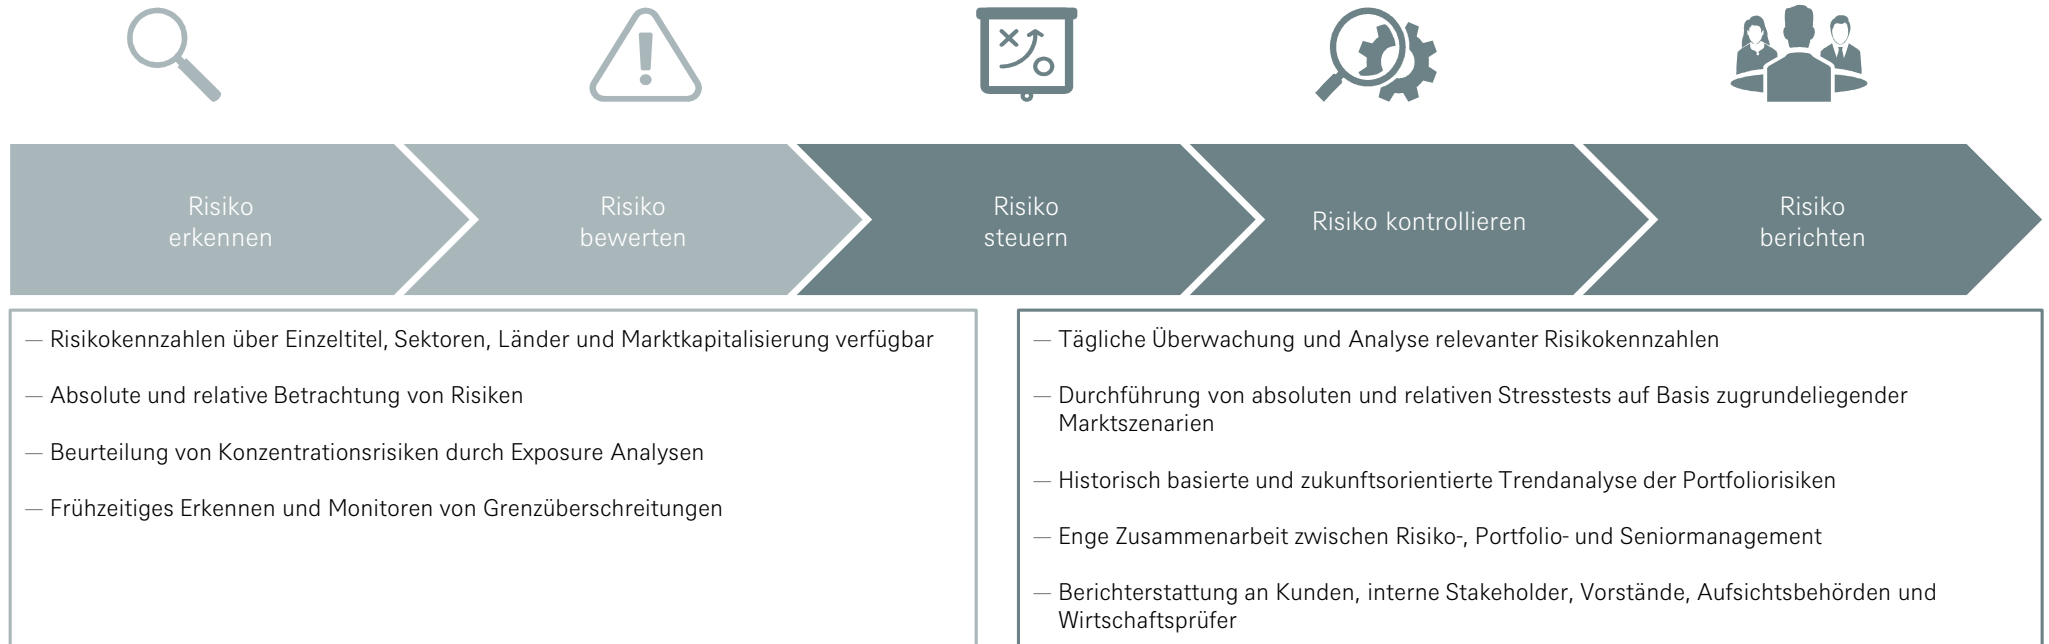 Risiko
erkennen
Risiko
bewerten
Risiko
steuern
Risiko kontrollieren
Risiko
berichten
— Risikokennzahlen über Einzeltitel, Sektoren, Länder und Marktkapitalisierung verfügbar
— Absolute und relative Betrachtung von Risiken
— Beurteilung von Konzentrationsrisiken durch Exposure Analysen
— Frühzeitiges Erkennen und Monitoren von Grenzüberschreitungen
— Tägliche Überwachung und Analyse relevanter Risikokennzahlen
— Durchführung von absoluten und relativen Stresstests auf Basis zugrundeliegender
Marktszenarien
— Historisch basierte und zukunftsorientierte Trendanalyse der Portfoliorisiken
— Enge Zusammenarbeit zwischen Risiko-, Portfolio- und Seniormanagement
— Berichterstattung an Kunden, interne Stakeholder, Vorstände, Aufsichtsbehörden und
Wirtschaftsprüfer